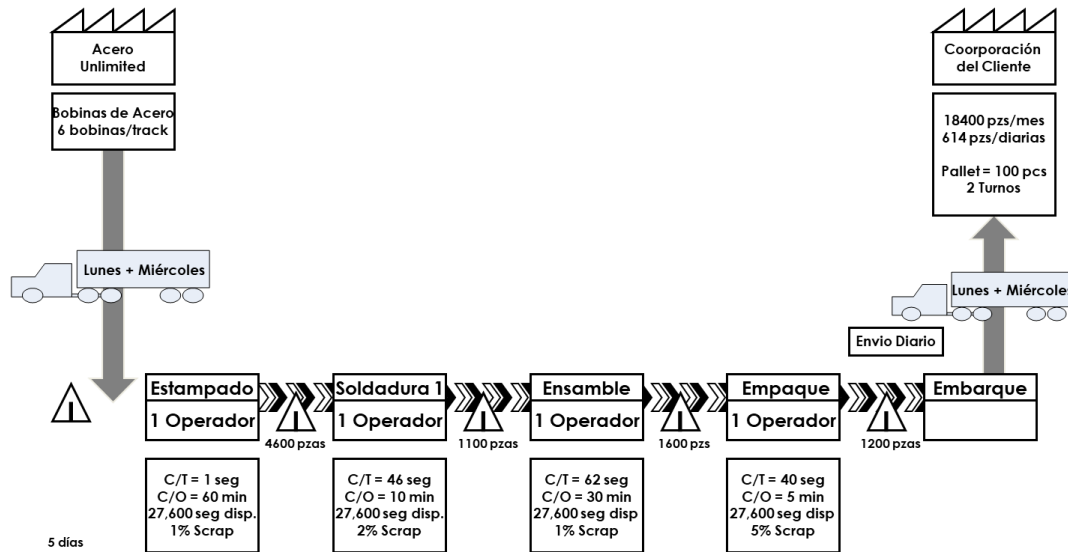 Acero
Unlimited
Bobinas de Acero
6 bobinas/track
Lunes + Miércoles
Coorporación
del Cliente
18400 pzs/mes
614 pzs/diarias
Pallet = 100 pcs
2 Turnos
Lunes + Miércoles
Envio Diario
Estampado
1 Operador
4600 pzas
Soldadura 1
1 Operador
1100 pzas
Ensamble
1 Operador
1600 pzs
Empaque
1 Operador
1200 pzas
Embarque
C/T = 1 seg
C/O = 60 min
27,600 seg disp.
1% Scrap
C/T = 46 seg
C/O = 10 min
27,600 seg disp.
2% Scrap
C/T = 62 seg
C/O = 30 min
27,600 seg disp
1% Scrap
C/T = 40 seg
C/O = 5 min
27,600 seg disp.
5% Scrap
5 días